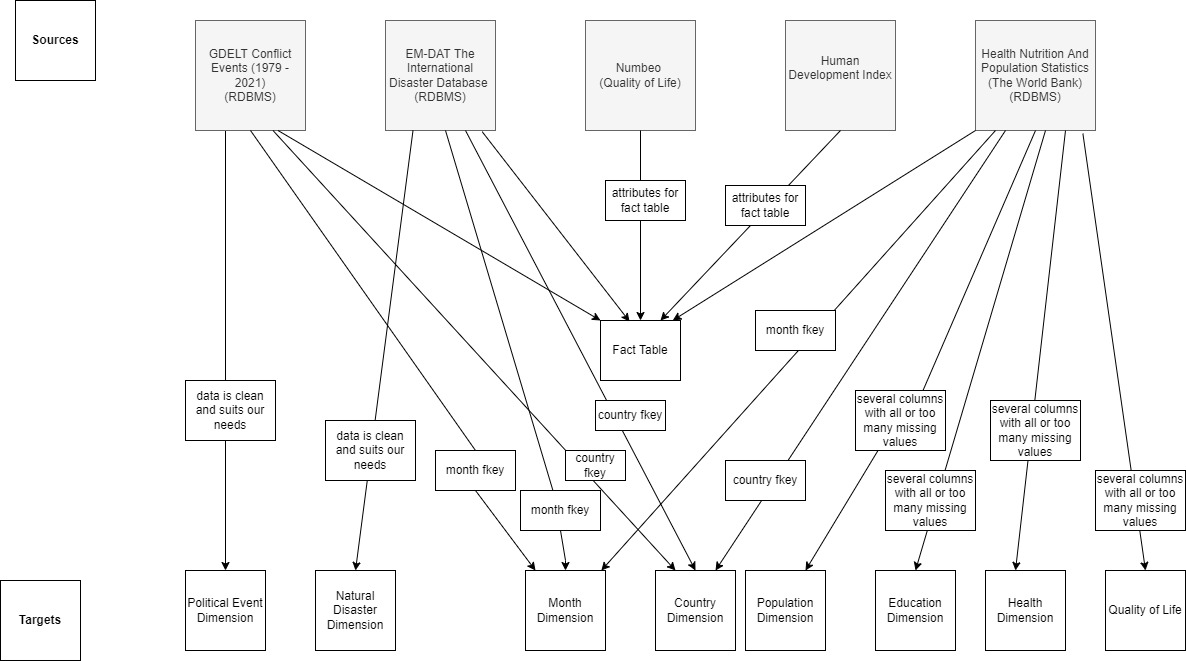 Sources
GDELT Conflict
Events (1979 -
2021)
(RDBMS)
EM-DAT The
International
Disaster Database
(RDBMS)
Numbeo
(Quality of Life)
Human
Development Index
Health Nutrition And
Population Statistics
(The World Bank)
(RDBMS)
attributes for
fact table
attributes for
fact table
month fkey
Fact Table
data is clean
and suits our
needs
data is clean
and suits our
needs
country fkey
several columns
with all or too
many missing
values
several columns
with all or too
many missing
values
month fkey
country
fkey
country fkey
month fkey
several columns
with all or too
many missing
values
several columns
with all or too
many missing
values
Targets
Political Event
Dimension
Natural
Disaster
Dimension
Month
Dimension
Country
Dimension
Population
Dimension
Education
Dimension
Health
Dimension
Quality of Life